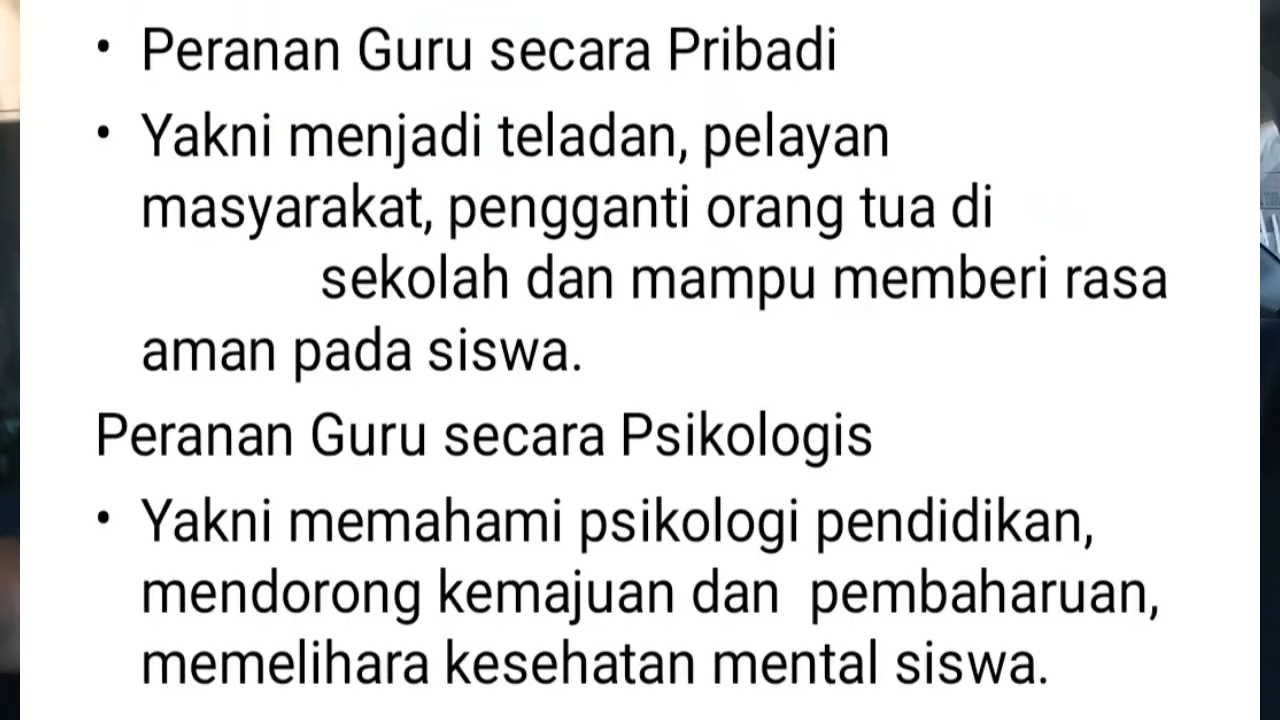 • Peranan Guru secara Pribadi
• Yakni menjadi teladan, pelayan
masyarakat, pengganti orang tua di
sekolah dan mampu memberi rasa
aman pada siswa.
Peranan Guru secara Psikologis
• Yakni memahami psikologi pendidikan,
mendorong kemajuan dan pembaharuan,
memelihara kesehatan mental siswa.